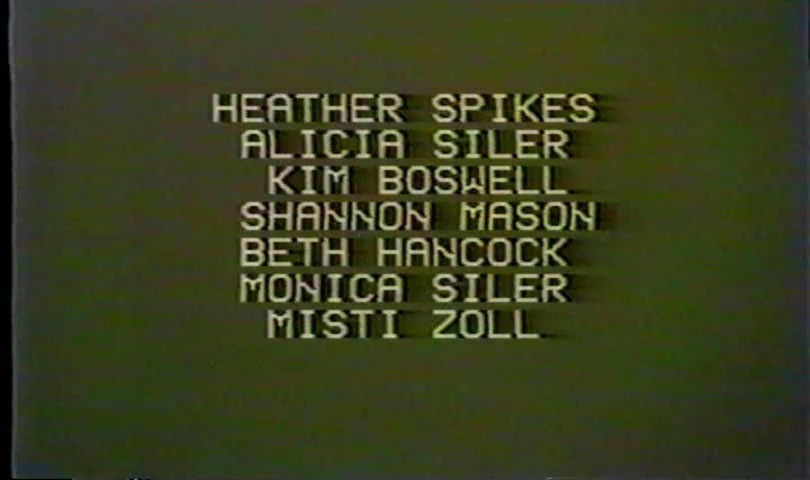 HEATHER SPIKES
ALICIA SILER
KIM BOSWELL
SHANNON MASON
BETH HANCOCK
MONICA SILER
MISTI ZOLL